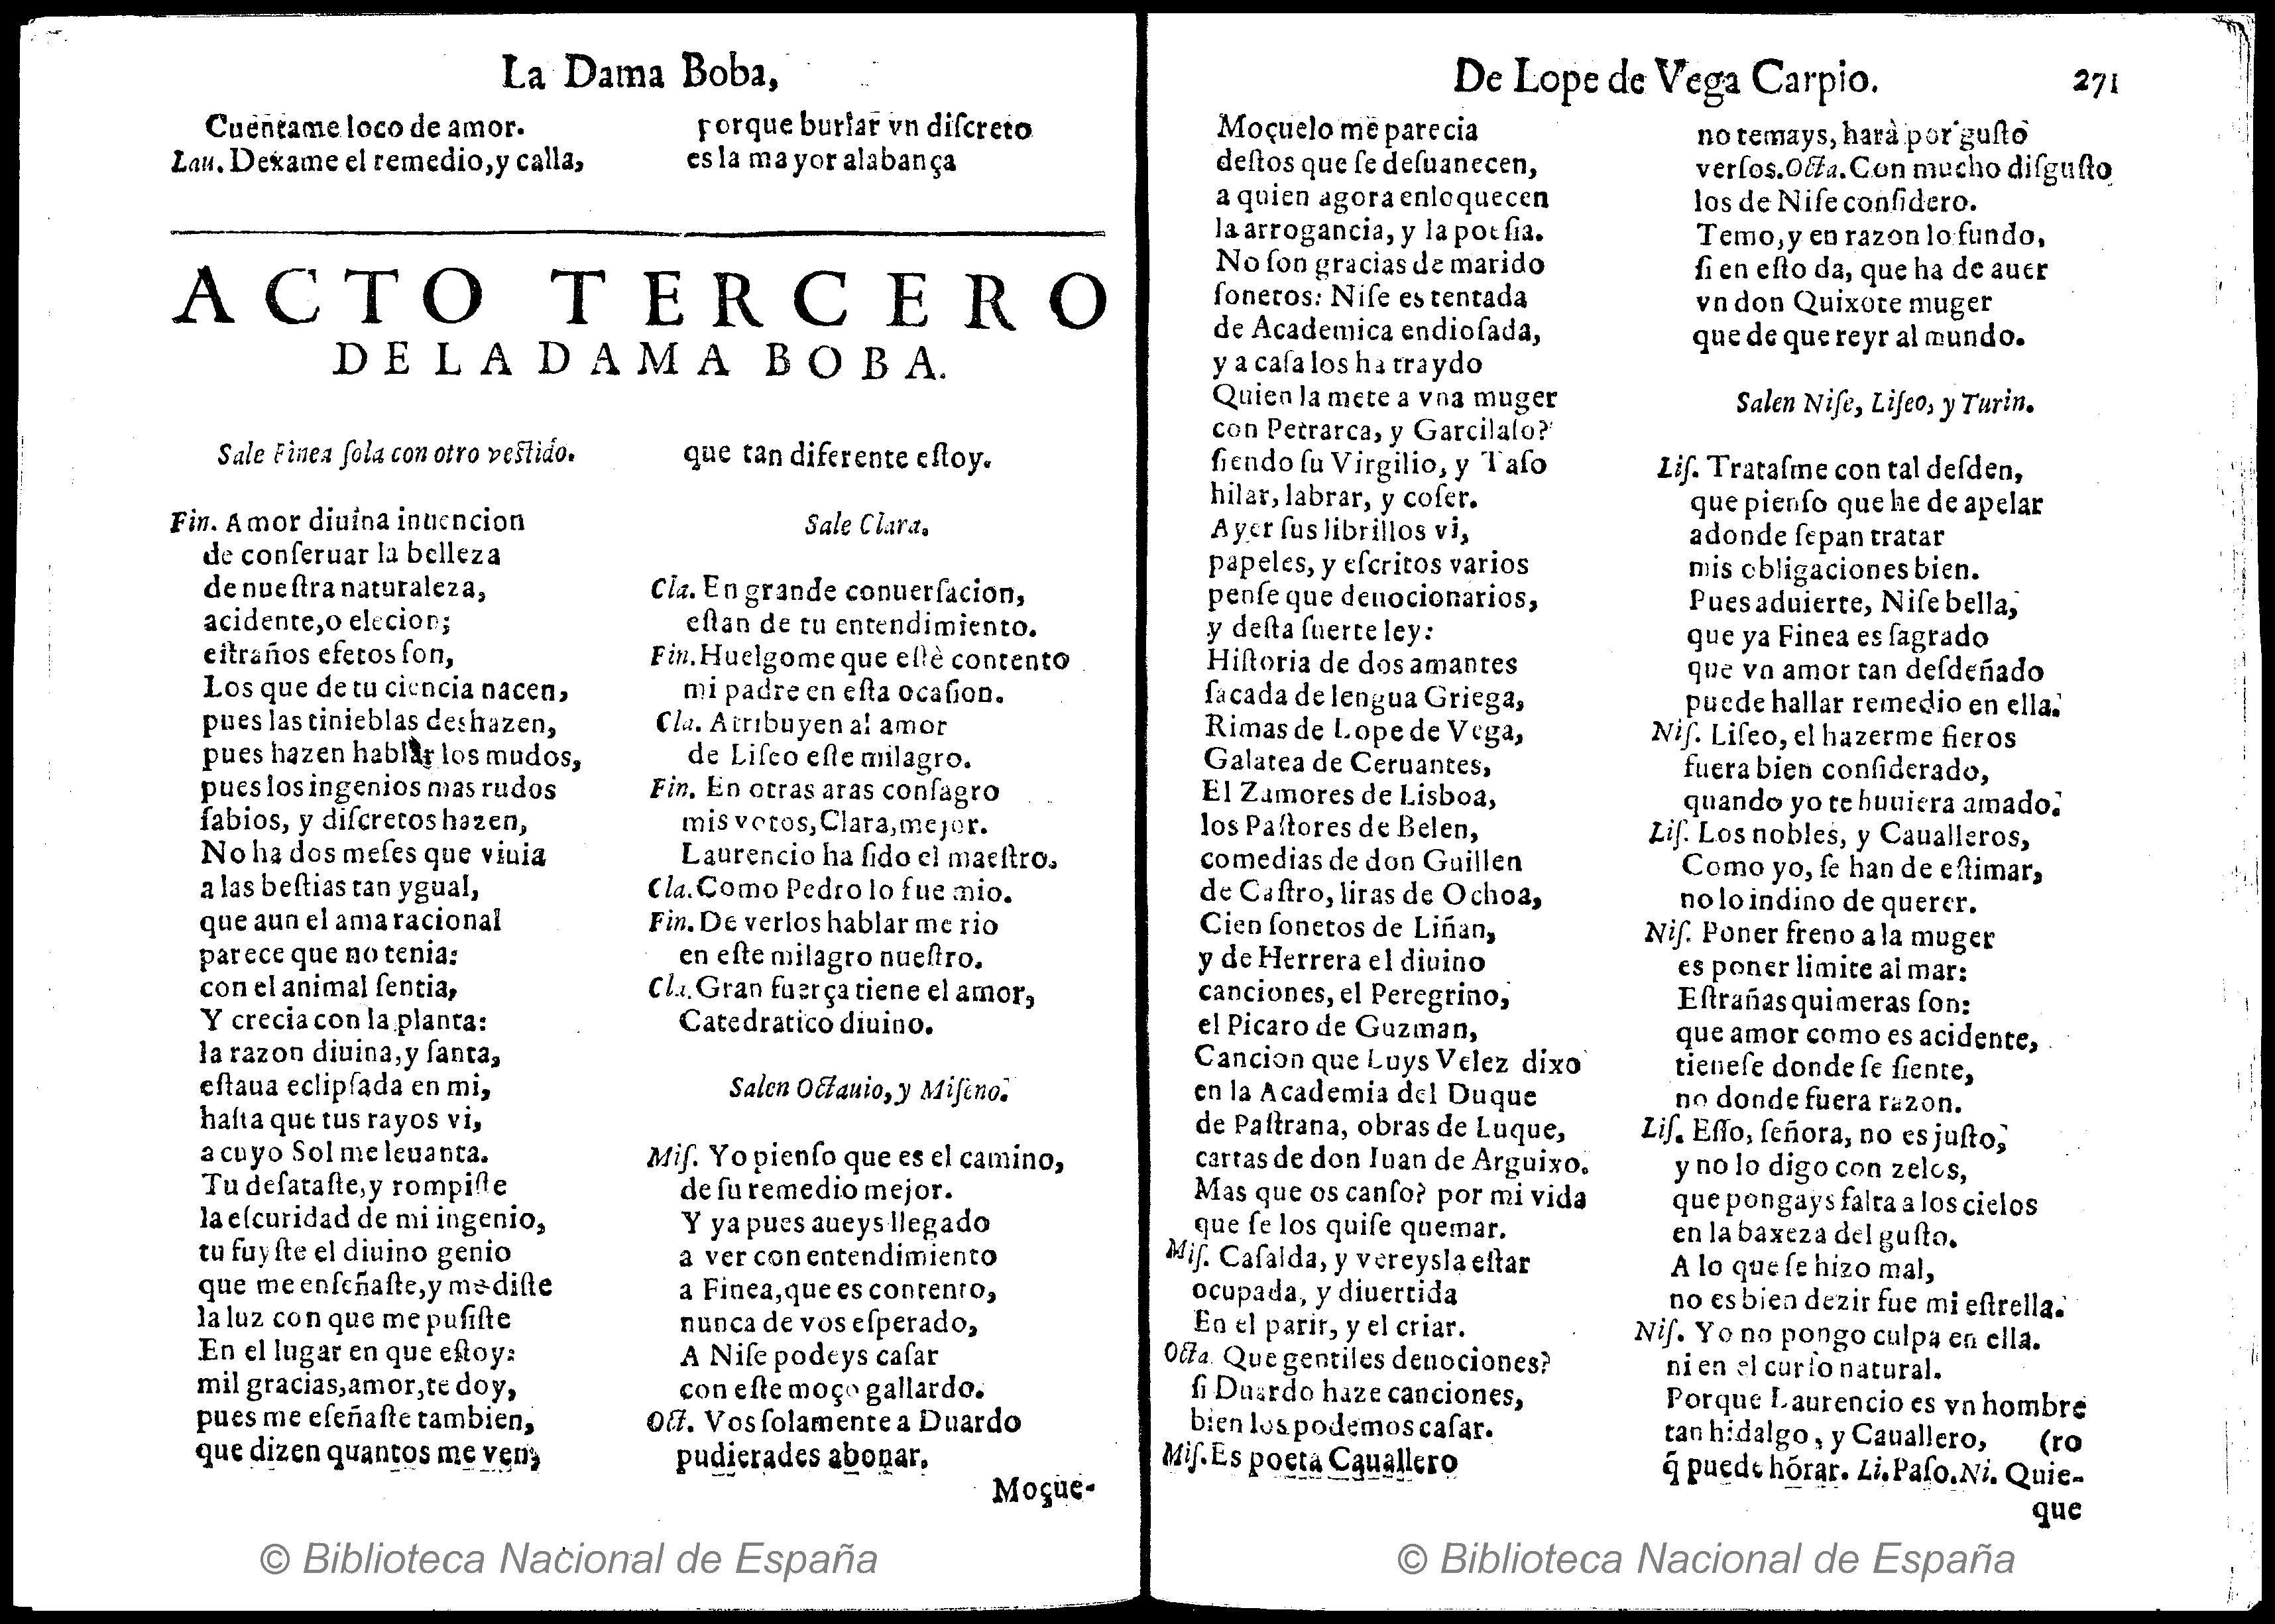 La Dama Boba,
Cuentame loco de amor.
Lau. Dexame el remedio, y calla,
porque burlar vn diſcreto
es la mayor alabança
ACTO TERCERO
DE LA DAMA BOBA.
Sale Finea ſola con otro veſtido.
Fin. Amor diuina inuencion
de conſeruar la belleza
de nueſtra naturaleza,
acidente, o elecion;
eſtraños efetos ſon,
Los que de tu ciencia nacen,
pues las tinieblas deshazen,
pues hazen hablar los mudos,
pues los ingenios mas rudos
ſabios, y diſcretos hazen,
No ha dos meſes que viuia
a las beſtias tan ygual,
que aun el ama racional
parece que no tenia:
con el animal ſentia,
Y crecia con la planta:
la razon diuina, y ſanta,
eſtaua eclipſada en mi,
haſta que tus rayos vi,
a cuyo Sol me leuanta.
Tu deſataſte, y rompiſte
la eſcuridad de mi ingenio,
tu fuyſte el diuino genio
que me enſeñaſte, y me diſte
la luz con que me puſiſte
En el lugar en que eſtoy:
mil gracias, amor, te doy,
pues me eſeñaſte tambien,
que dizen quantos me ven,
que tan diferente eſtoy.
Sale Clara.
Cla. En grande conuerſacion,
eſtan de tu entendimiento.
Fin. Huelgome que eſtè contento
mi padre en eſta ocaſion.
Cla. Atribuyen al amor
de Liſeo eſte milagro.
Fin. En otras aras conſagro
mis votos, Clara, mejor.
Laurencio ha ſido el maeſtro,
Cla. Como Pedro lo fue mio.
Fin. De verlos hablar me rio
en eſte milagro nueſtro.
Cla. Gran fuerça tiene el amor,
Catedratico diuino.
Salen Octauio, y Miſeno.
Miſ. Yo pienſo que es el camino,
de ſu remedio mejor.
Y ya pues aueys llegado
a ver con entendimiento
a Finea, que es contento,
nunca de vos eſperado,
A Niſe podeys caſar
con eſte moço gallardo.
Oct. Vos ſolamente a Duardo
pudierades abonar,
Moçue-
De Lope de Vega Carpio. 271
Moçuelo me parecia
deſtos que ſe deſuanecen,
a quien agora enloquecen
la arrogancia, y la poeſia.
No ſon gracias de marido
ſonetos: Niſe es tentada
de Academica endioſada,
y a caſa los ha traydo
Quien la mete a vna muger
con Petrarca, y Garcilaſo?
ſiendo ſu Virgilio, y Taſo
hilar, labrar, y coſer.
Ayer ſus librillos vi,
papeles, y eſcritos varios
penſe que deuocionarios,
y deſta ſuerte ley:
Hiſtoria de dos amantes
ſacada de lengua Griega,
Rimas de Lope de Vega,
Galatea de Ceruantes,
El Zamores de Lisboa,
los Paſtores de Belen,
comedias de don Guillen
de Caſtro, liras de Ochoa,
Cien ſonetos de Liñan,
y de Herrera el diuino
canciones, el Peregrino,
el Picaro de Guzman,
Cancion que Luys Velez dixo
en la Academia del Duque
de Paſtrana, obras de Luque,
cartas de don Iuan de Arguixo.
Mas que os canſo? por mi vida
que ſe los quiſe quemar.
Miſ. Caſalda, y vereysla eſtar
ocupada, y diuertida
En el parir, y el criar.
Octa. Que gentiles deuociones?
ſi Duardo haze canciones,
bien los podemos caſar.
Miſ. Es poeta Cauallero
no temays, harà por guſto
verſos. Octa. Con mucho diſguſto
los de Niſe conſidero.
Temo, y en razon lo fundo,
ſi en eſto da, que ha de auer
vn don Quixote muger
que de que reyr al mundo.
Salen Niſe, Liſeo, y Turin.
Liſ. Trataſme con tal deſden,
que pienſo que he de apelar
adonde ſepan tratar
mis obligaciones bien.
Pues aduierte, Niſe bella,
que ya Finea es ſagrado
que vn amor tan deſdeñado
puede hallar remedio en ella.
Niſ. Liſeo, el hazerme fieros
fuera bien conſiderado,
quando yo te huuiera amado.
Liſ. Los nobles, y Caualleros,
Como yo, ſe han de eſtimar,
no lo indino de querer.
Niſ. Poner freno a la muger
es poner limite al mar:
Eſtrañas quimeras ſon:
que amor como es acidente,
tieneſe donde ſe ſiente,
no donde fuera razon.
Liſ. Eſſo, ſeñora, no es juſto,
y no lo digo con zelos,
que pongays falta a los cielos
en la baxeza del guſto.
A lo que ſe hizo mal,
no es bien dezir fue mi eſtrella.
Niſ. Yo no pongo culpa en ella.
ni en el curſo natural.
Porque Laurencio es vn hombre
tan hidalgo, y Cauallero, (ro
q̃ puede hõrar. Li. Paſo. Ni. Quie-
que
© Biblioteca Nacional de España
© Biblioteca Nacional de España